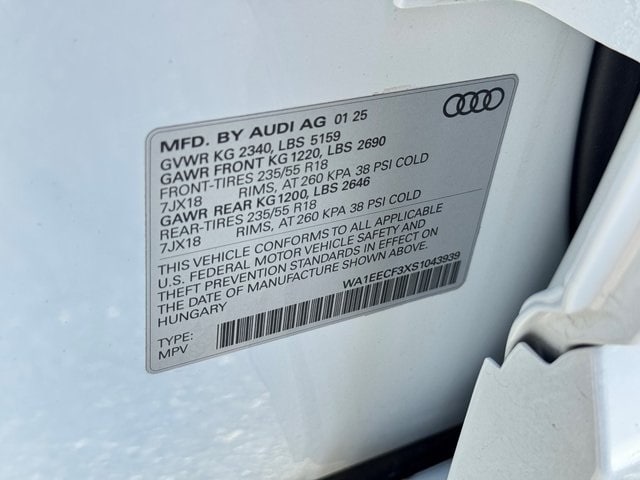 MFD. BY AUDI AG 01 25
GVWR KG 2340, LBS 5159
GAWR FRONT KG 1220, LBS 2690
FRONT-TIRES 235/55 R18
7JX18 RIMS, AT 260 KPA 38 PSI COLD
GAWR REAR KG1200, LBS 2646
REAR-TIRES 235/55 R18
7JX18 RIMS, AT 260 KPA 38 PSI COLD
THIS VEHICLE CONFORMS TO ALL APPLICABLE
U.S. FEDERAL MOTOR VEHICLE SAFETY AND
THEFT PREVENTION STANDARDS IN EFFECT ON
THE DATE OF MANUFACTURE SHOWN ABOVE.
HUNGARY
WA1EECF3XS1043939
TYPE:
MPV